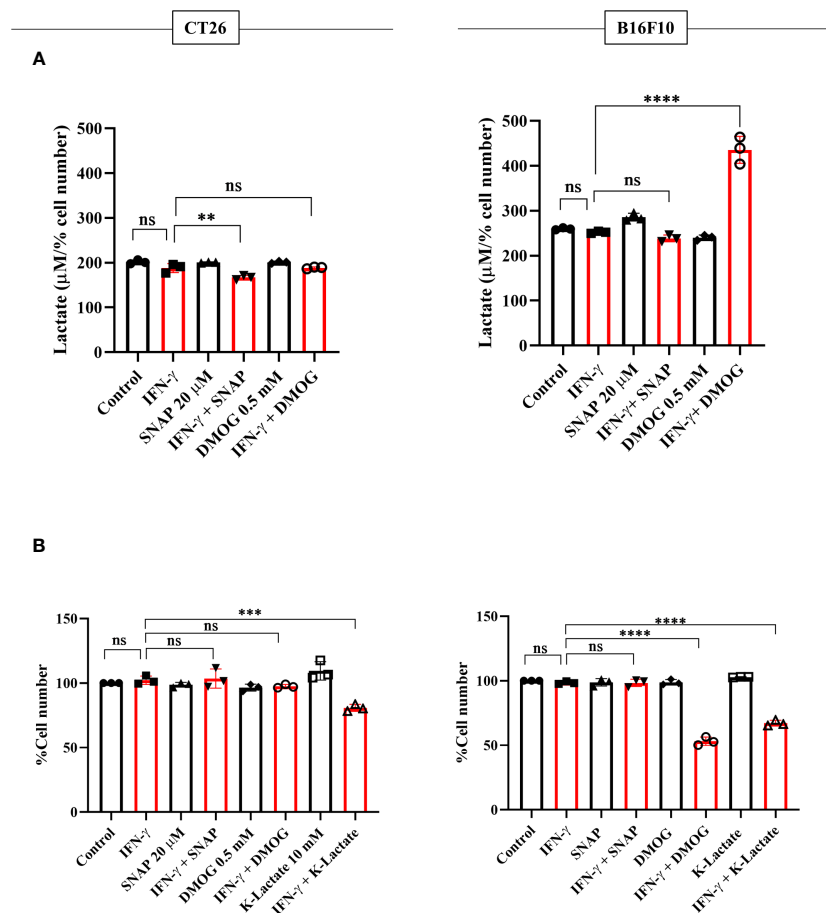 CT26
B16F10
A
Lactate (μM/% cell number)
500
400
300
200
100
0
ns
**
ns
Control
IFN-γ
SNAP 20 μM
IFN-γ + SNAP
DMOG 0.5 mM
IFN-γ + DMOG
Lactate (μM/% cell number)
500
400
300
200
100
0
ns
ns
****
Control
IFN-γ
SNAP 20 μM
IFN-γ + SNAP
DMOG 0.5 mM
IFN-γ + DMOG
B
%Cell number
150
100
50
0
ns
ns
ns
***
Control
IFN-γ
SNAP 20 μM
IFN-γ + SNAP
DMOG 0.5 mM
IFN-γ + DMOG
K-Lactate 10 mM
IFN-γ + K-Lactate
%Cell number
150
100
50
0
ns
ns
****
****
Control
IFN-γ
SNAP
IFN-γ + SNAP
DMOG
IFN-γ + DMOG
K-Lactate
IFN-γ + K-Lactate